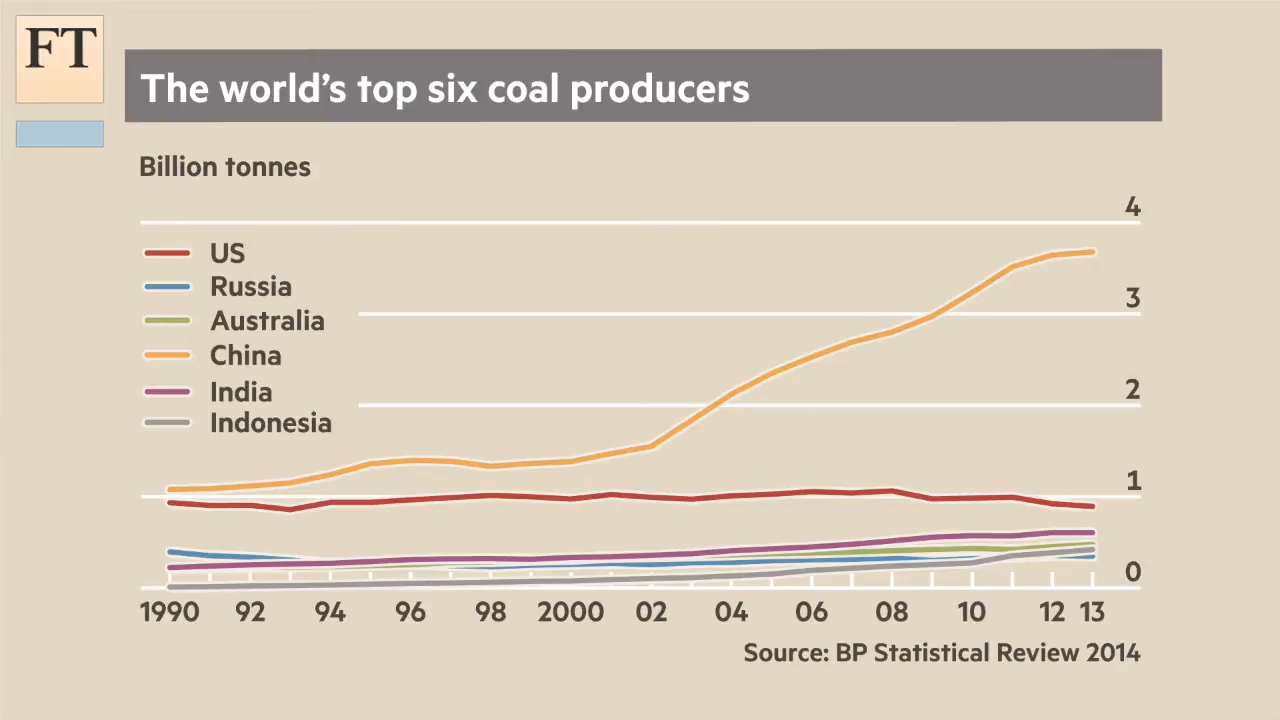 FT
The world's top six coal producers
Billion tonnes
4
US
Russia
3
Australia
China
2
India
Indonesia
1
0
1990 92 94 96 98 2000 02 04 06 08 10 12 13
Source: BP Statistical Review 2014